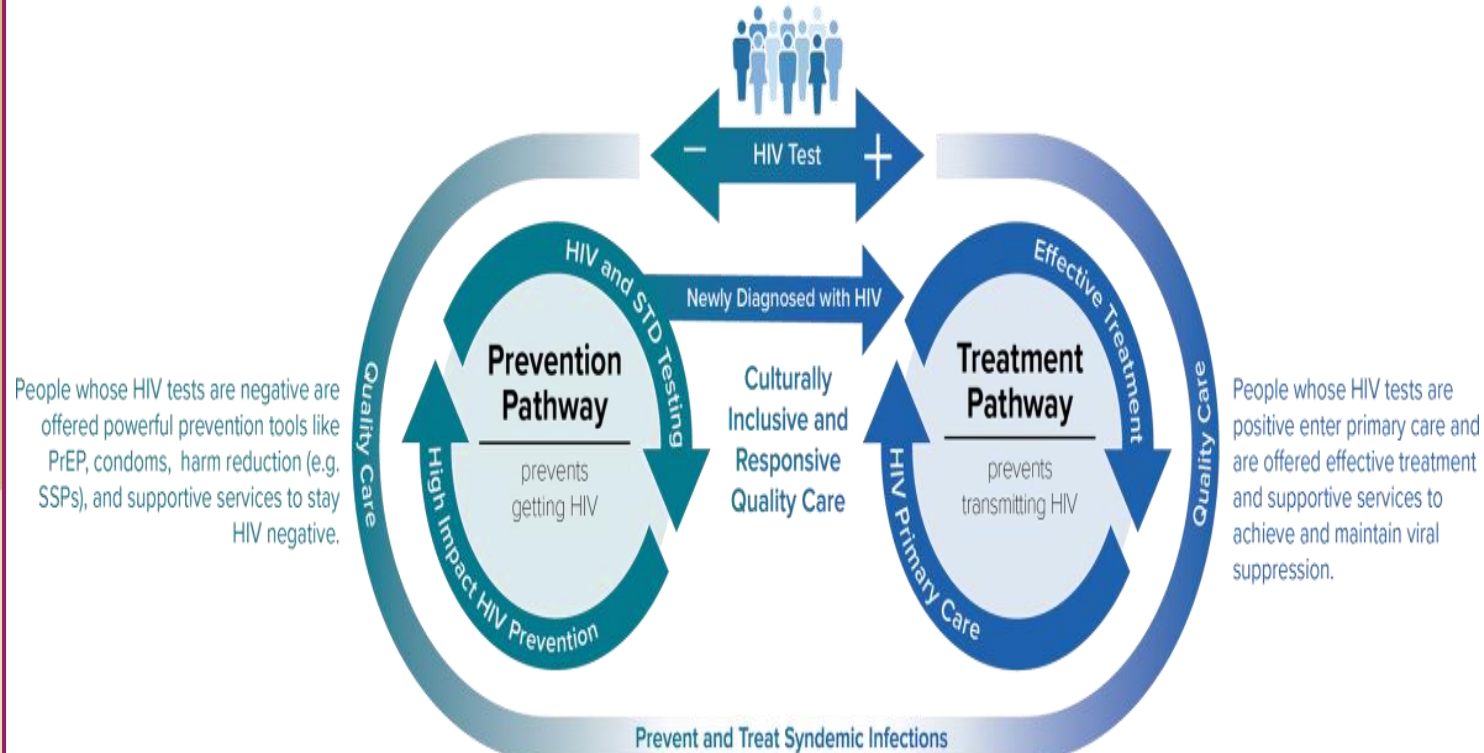 − HIV Test +
HIV and STD Testing
Newly Diagnosed with HIV
Effective Treatment
Prevention
Pathway
prevents
getting HIV
High Impact HIV Prevention
Culturally
Inclusive and
Responsive
Quality Care
Treatment
Pathway
prevents
transmitting HIV
HIV Primary Care
People whose HIV tests are negative are
offered powerful prevention tools like
PrEP, condoms, harm reduction (e.g.
SSPs), and supportive services to stay
HIV negative.
Quality Care
Quality Care
People whose HIV tests are
positive enter primary care and
are offered effective treatment
and supportive services to
achieve and maintain viral
suppression.
Prevent and Treat Syndemic Infections